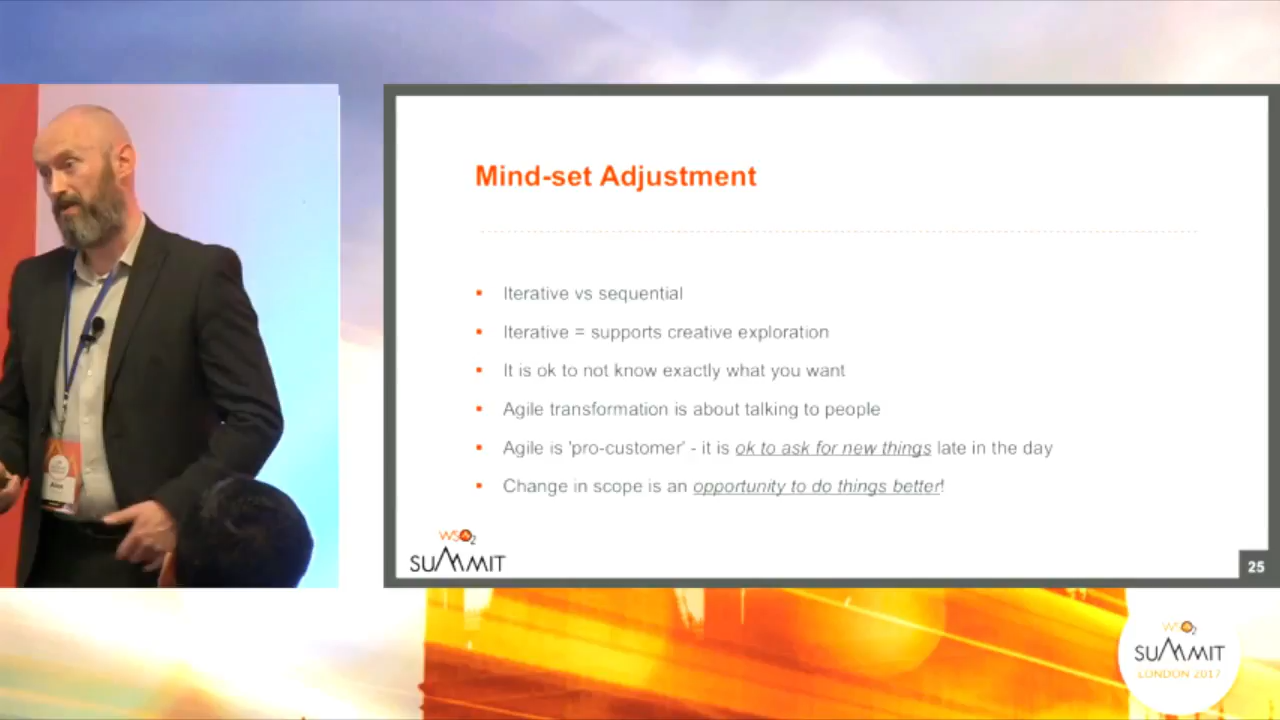 Mind-set Adjustment
Iterative vs sequential
Iterative = supports creative exploration
It is ok to not know exactly what you want
Agile transformation is about talking to people
Agile is 'pro-customer' - it is ok to ask for new things late in the day
Change in scope is an opportunity to do things better!
WSO2
SUMMIT
25
Alex
WSO2
SUMMIT
LONDON 2017